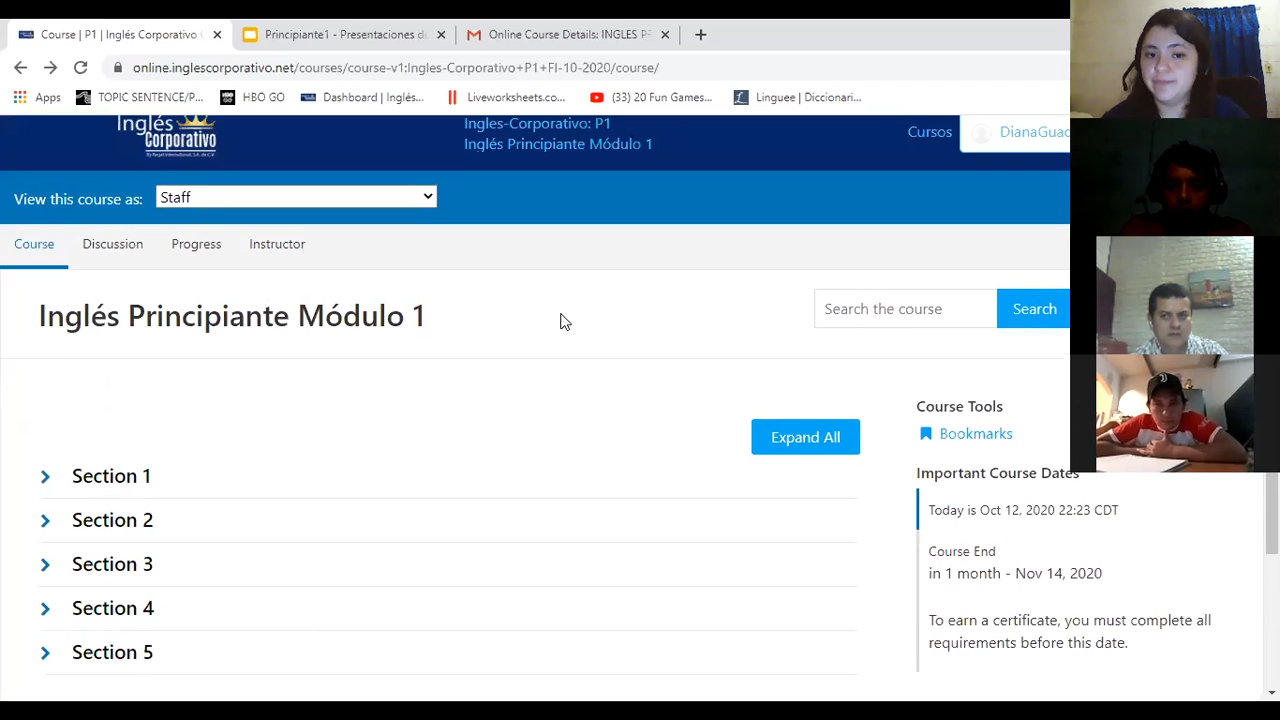 Course | P1 | Inglés Corporativo
Principiante1 - Presentaciones d
Online Course Details: INGLES P
online.inglescorporativo.net/courses/course-v1:Ingles-Corporativo+P1+FI-10-2020/course/
Apps
TOPIC SENTENCE/P...
HBO GO
Dashboard | Inglés...
Liveworksheets.co...
(33) 20 Fun Games...
Linguee | Diccionari...
Inglés
Corporativo
Ingles-Corporativo: P1
Inglés Principiante Módulo 1
Cursos
DianaGuad
View this course as:
Staff
Course
Discussion
Progress
Instructor
Inglés Principiante Módulo 1
Search the course
Search
Expand All
Section 1
Section 2
Section 3
Section 4
Section 5
Course Tools
Bookmarks
Important Course Dates
Today is Oct 12, 2020 22:23 CDT
Course End
in 1 month - Nov 14, 2020
To earn a certificate, you must complete all
requirements before this date.